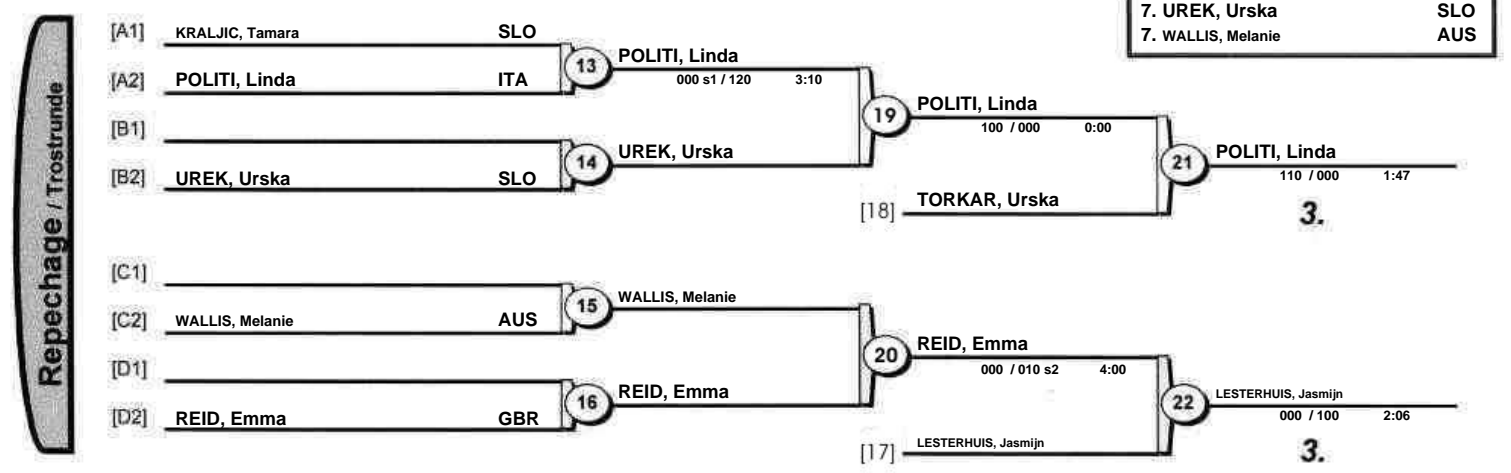 7. UREK, Urska SLO
7. WALLIS, Melanie AUS
Repechage / Trostrunde
[A1] KRALJIC, Tamara SLO
13 POLITI, Linda
000 s1 / 120 3:10
[A2] POLITI, Linda ITA
19 POLITI, Linda
100 / 000 0:00
[B1]
14 UREK, Urska
21 POLITI, Linda
110 / 000 1:47
[B2] UREK, Urska SLO
[18] TORKAR, Urska
3.
[C1]
15 WALLIS, Melanie
[C2] WALLIS, Melanie AUS
20 REID, Emma
000 / 010 s2 4:00
[D1]
16 REID, Emma
22 LESTERHUIS, Jasmijn
000 / 100 2:06
[D2] REID, Emma GBR
[17] LESTERHUIS, Jasmijn
3.